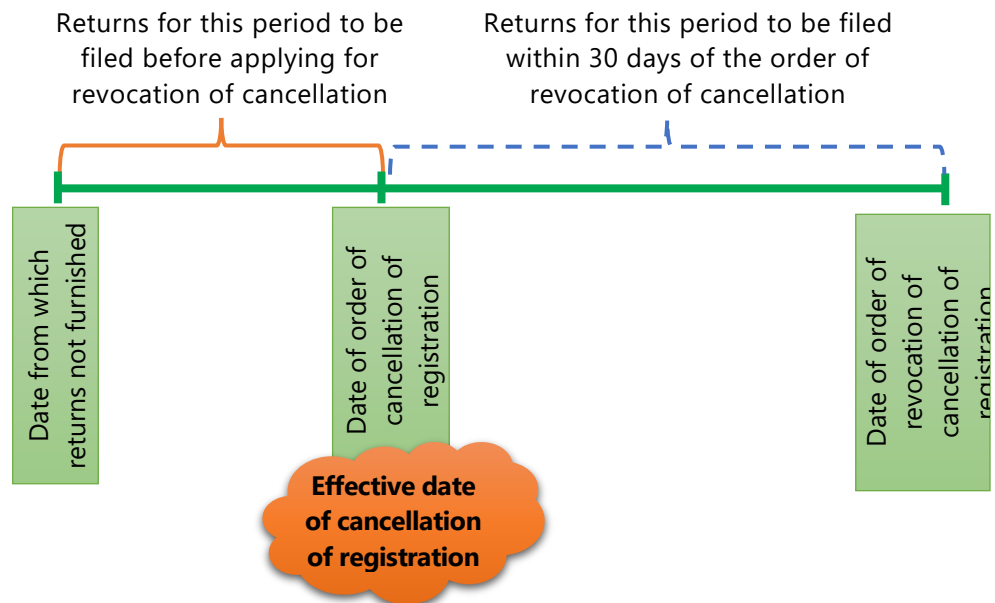 Returns for this period to be
filed before applying for
revocation of cancellation
Returns for this period to be filed
within 30 days of the order of
revocation of cancellation
Date from which
returns not furnished
Date of order of
cancellation of
registration
Date of order of
revocation of
cancellation of
registration
Effective date
of cancellation
of registration